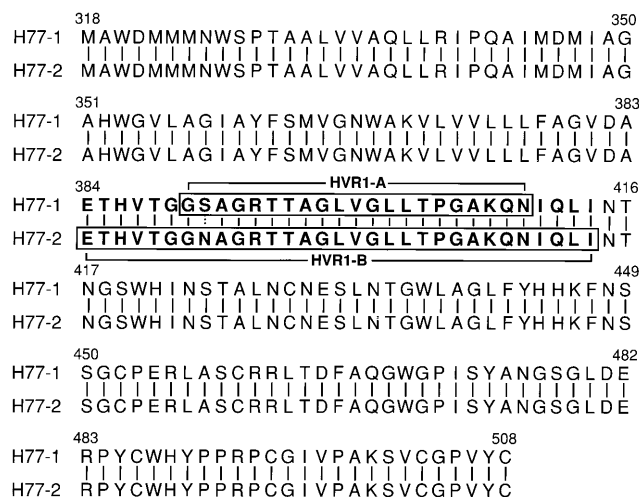 318 350
H77-1 MAWDMMMNWSPTAALVVAQLLRIPQAIMDMIAG
H77-2 MAWDMMMNWSPTAALVVAQLLRIPQAIMDMIAG
351 383
H77-1 AHWGVLAGIAYFSMVGNWAKVLVVLLLFAGVDA
H77-2 AHWGVLAGIAYFSMVGNWAKVLVVLLLFAGVDA
384 HVR1-A 416
H77-1 ETHVTGGSAGRTTAGLVGLLTPGAKQNIQLINT
H77-2 ETHVTGGNAGRTTAGLVGLLTPGAKQNIQLINT
417 HVR1-B 449
H77-1 NGSWHINSTALNCNESLNTGWLAGLFYHHKFNS
H77-2 NGSWHINSTALNCNESLNTGWLAGLFYHHKFNS
450 482
H77-1 SGCPERLASCRRLTDFAQGWGPISYANGSGLDE
H77-2 SGCPERLASCRRLTDFAQGWGPISYANGSGLDE
483 508
H77-1 RPYCWHYPPRPCGIVPAKSVCGPVYC
H77-2 RPYCWHYPPRPCGIVPAKSVCGPVYC